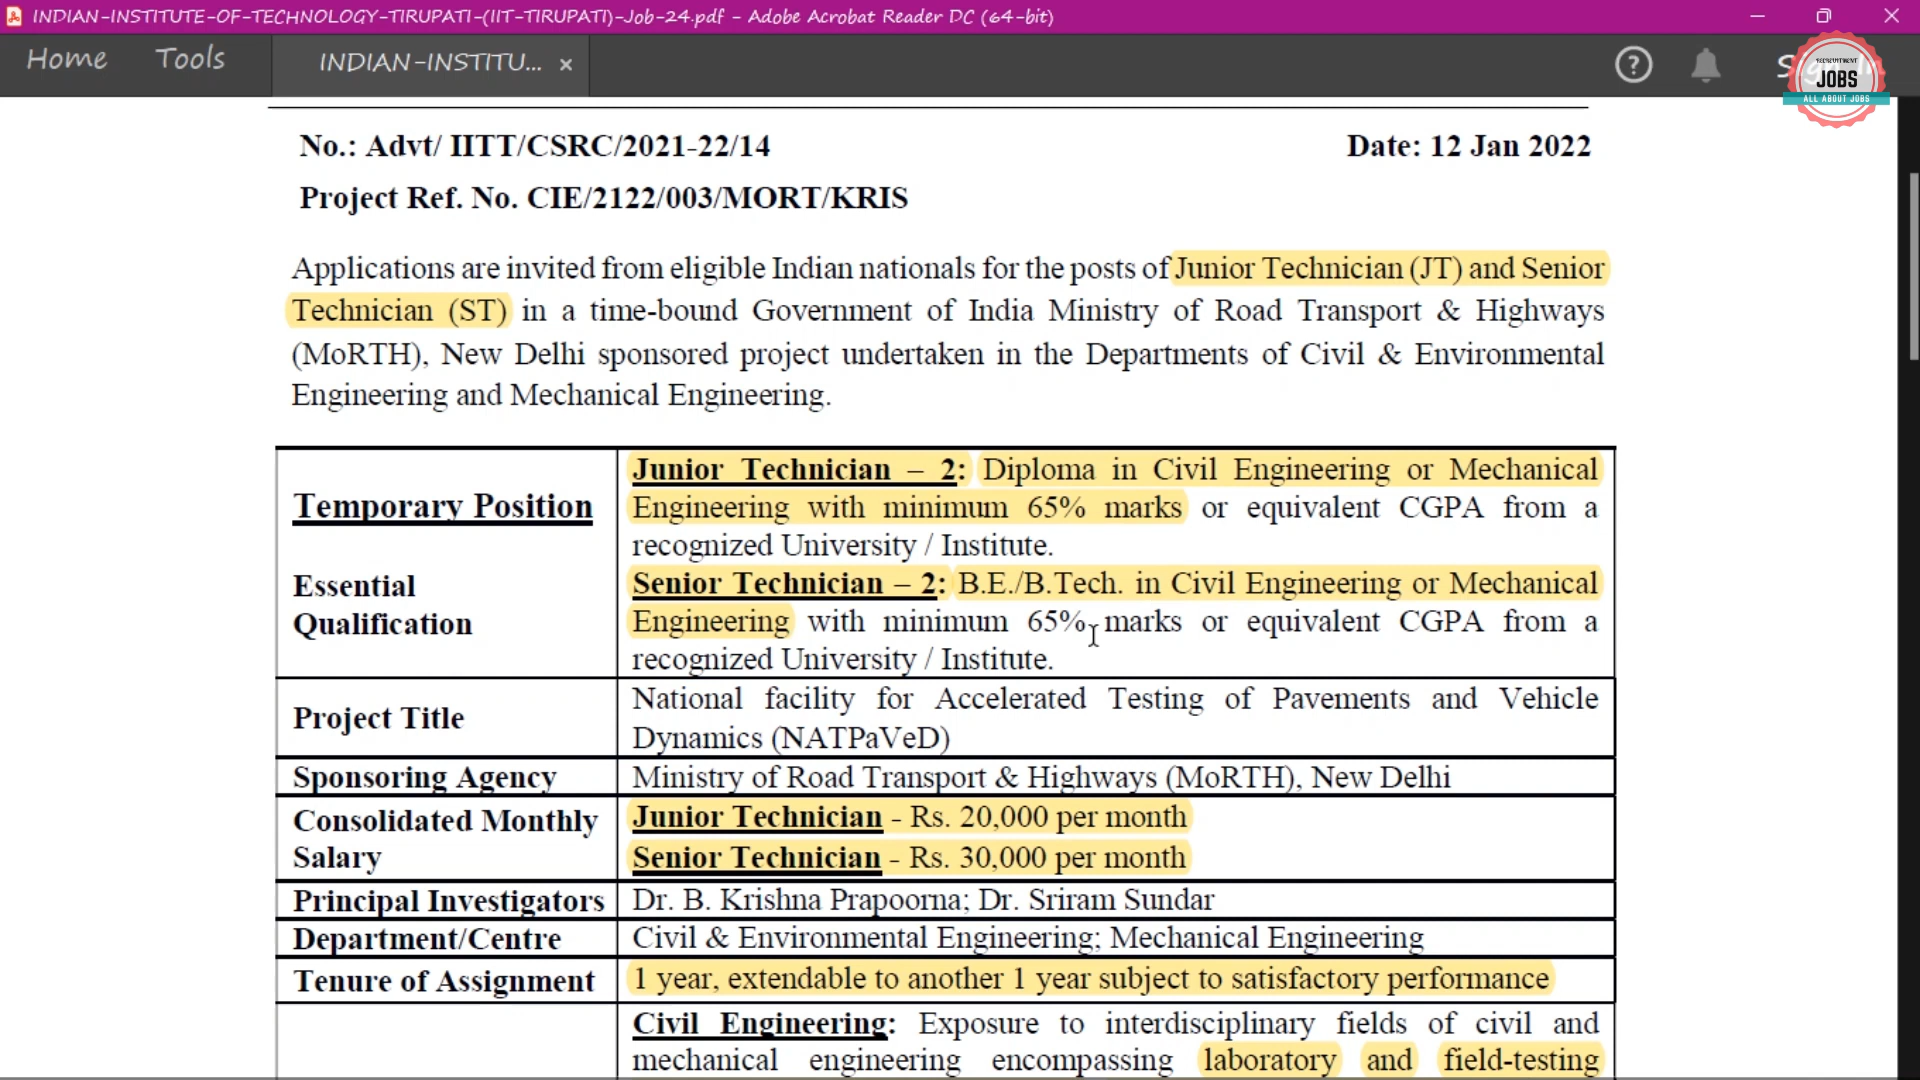 INDIAN-INSTITUTE-OF-TECHNOLOGY-TIRUPATI-(IIT-TIRUPATI)-Job-24.pdf - Adobe Acrobat Reader DC (64-bit)
Home Tools INDIAN-INSTITU... ×
RECRUITMENT
JOBS
ALL ABOUT JOBS
No.: Advt/ IITT/CSRC/2021-22/14 Date: 12 Jan 2022
Project Ref. No. CIE/2122/003/MORT/KRIS
Applications are invited from eligible Indian nationals for the posts of Junior Technician (JT) and Senior
Technician (ST) in a time-bound Government of India Ministry of Road Transport & Highways
(MoRTH), New Delhi sponsored project undertaken in the Departments of Civil & Environmental
Engineering and Mechanical Engineering.
Temporary Position
Essential
Qualification
Junior Technician – 2: Diploma in Civil Engineering or Mechanical
Engineering with minimum 65% marks or equivalent CGPA from a
recognized University / Institute.
Senior Technician – 2: B.E./B.Tech. in Civil Engineering or Mechanical
Engineering with minimum 65% marks or equivalent CGPA from a
recognized University / Institute.
Project Title
National facility for Accelerated Testing of Pavements and Vehicle
Dynamics (NATPaVeD)
Sponsoring Agency Ministry of Road Transport & Highways (MoRTH), New Delhi
Consolidated Monthly
Salary
Junior Technician - Rs. 20,000 per month
Senior Technician - Rs. 30,000 per month
Principal Investigators Dr. B. Krishna Prapoorna; Dr. Sriram Sundar
Department/Centre Civil & Environmental Engineering; Mechanical Engineering
Tenure of Assignment 1 year, extendable to another 1 year subject to satisfactory performance
Civil Engineering: Exposure to interdisciplinary fields of civil and
mechanical engineering encompassing laboratory and field-testing